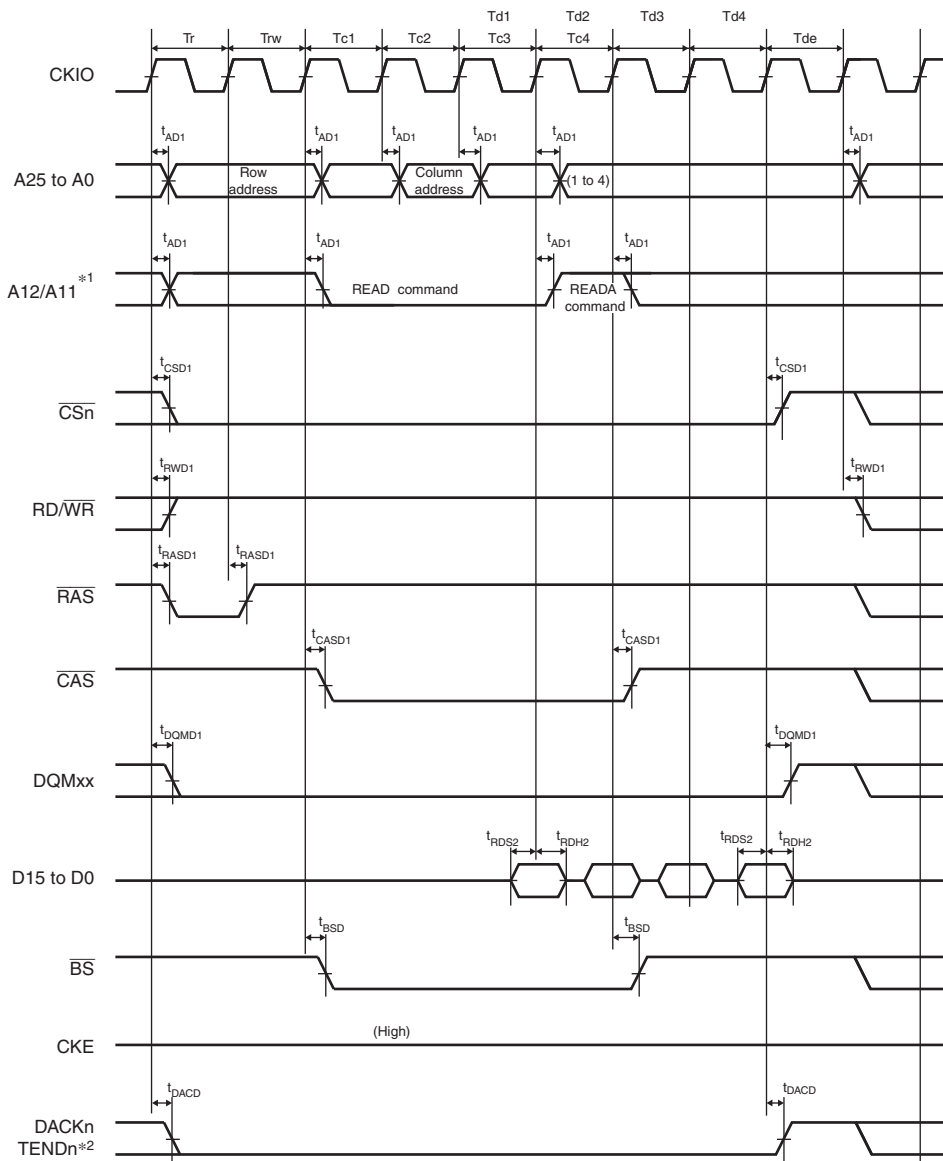 Td1 Td2 Td3 Td4
Tr Trw Tc1 Tc2 Tc3 Tc4 Tde
CKIO
tAD1 tAD1 tAD1 tAD1 tAD1 tAD1
A25 to A0 Row address Column address (1 to 4)
tAD1 tAD1 tAD1 tAD1
A12/A11 *1 READ command READA command
tCSD1 tCSD1
CSn
tRWD1 tRWD1
RD/WR
tRASD1 tRASD1
RAS
tCASD1 tCASD1
CAS
tDQMD1 tDQMD1
DQMxx
tRDS2 tRDH2 tRDS2 tRDH2
D15 to D0
tBSD tBSD
BS
(High)
CKE
tDACD tDACD
DACKn
TENDn*2